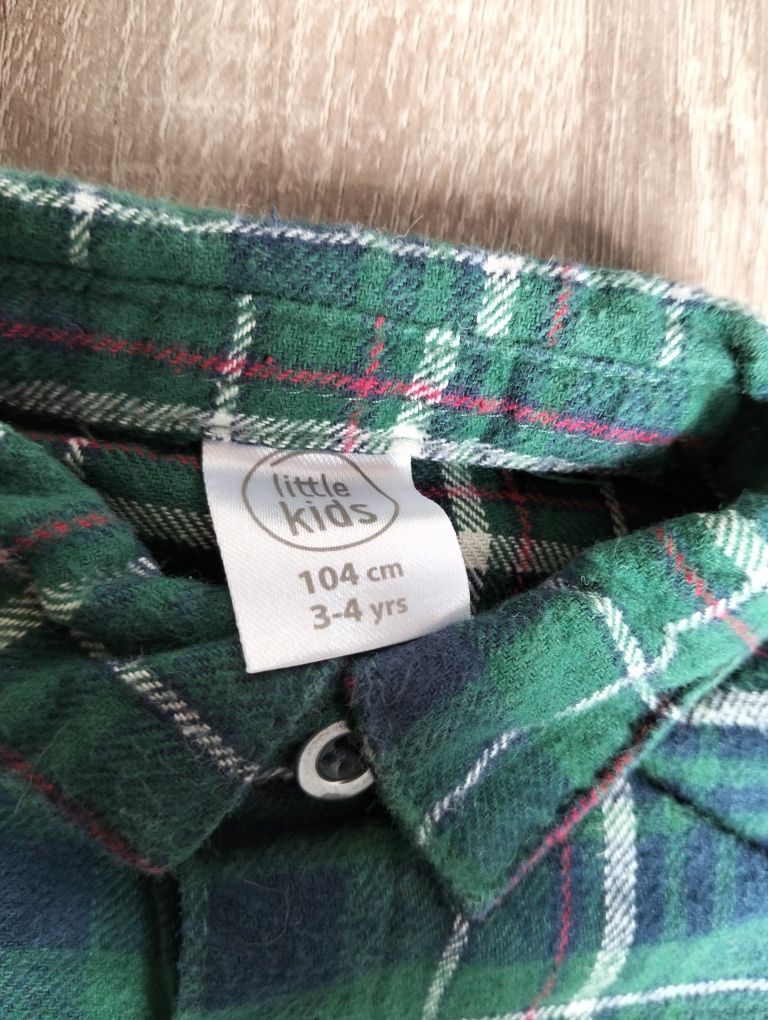 little
kids
104 cm
3-4 yrs